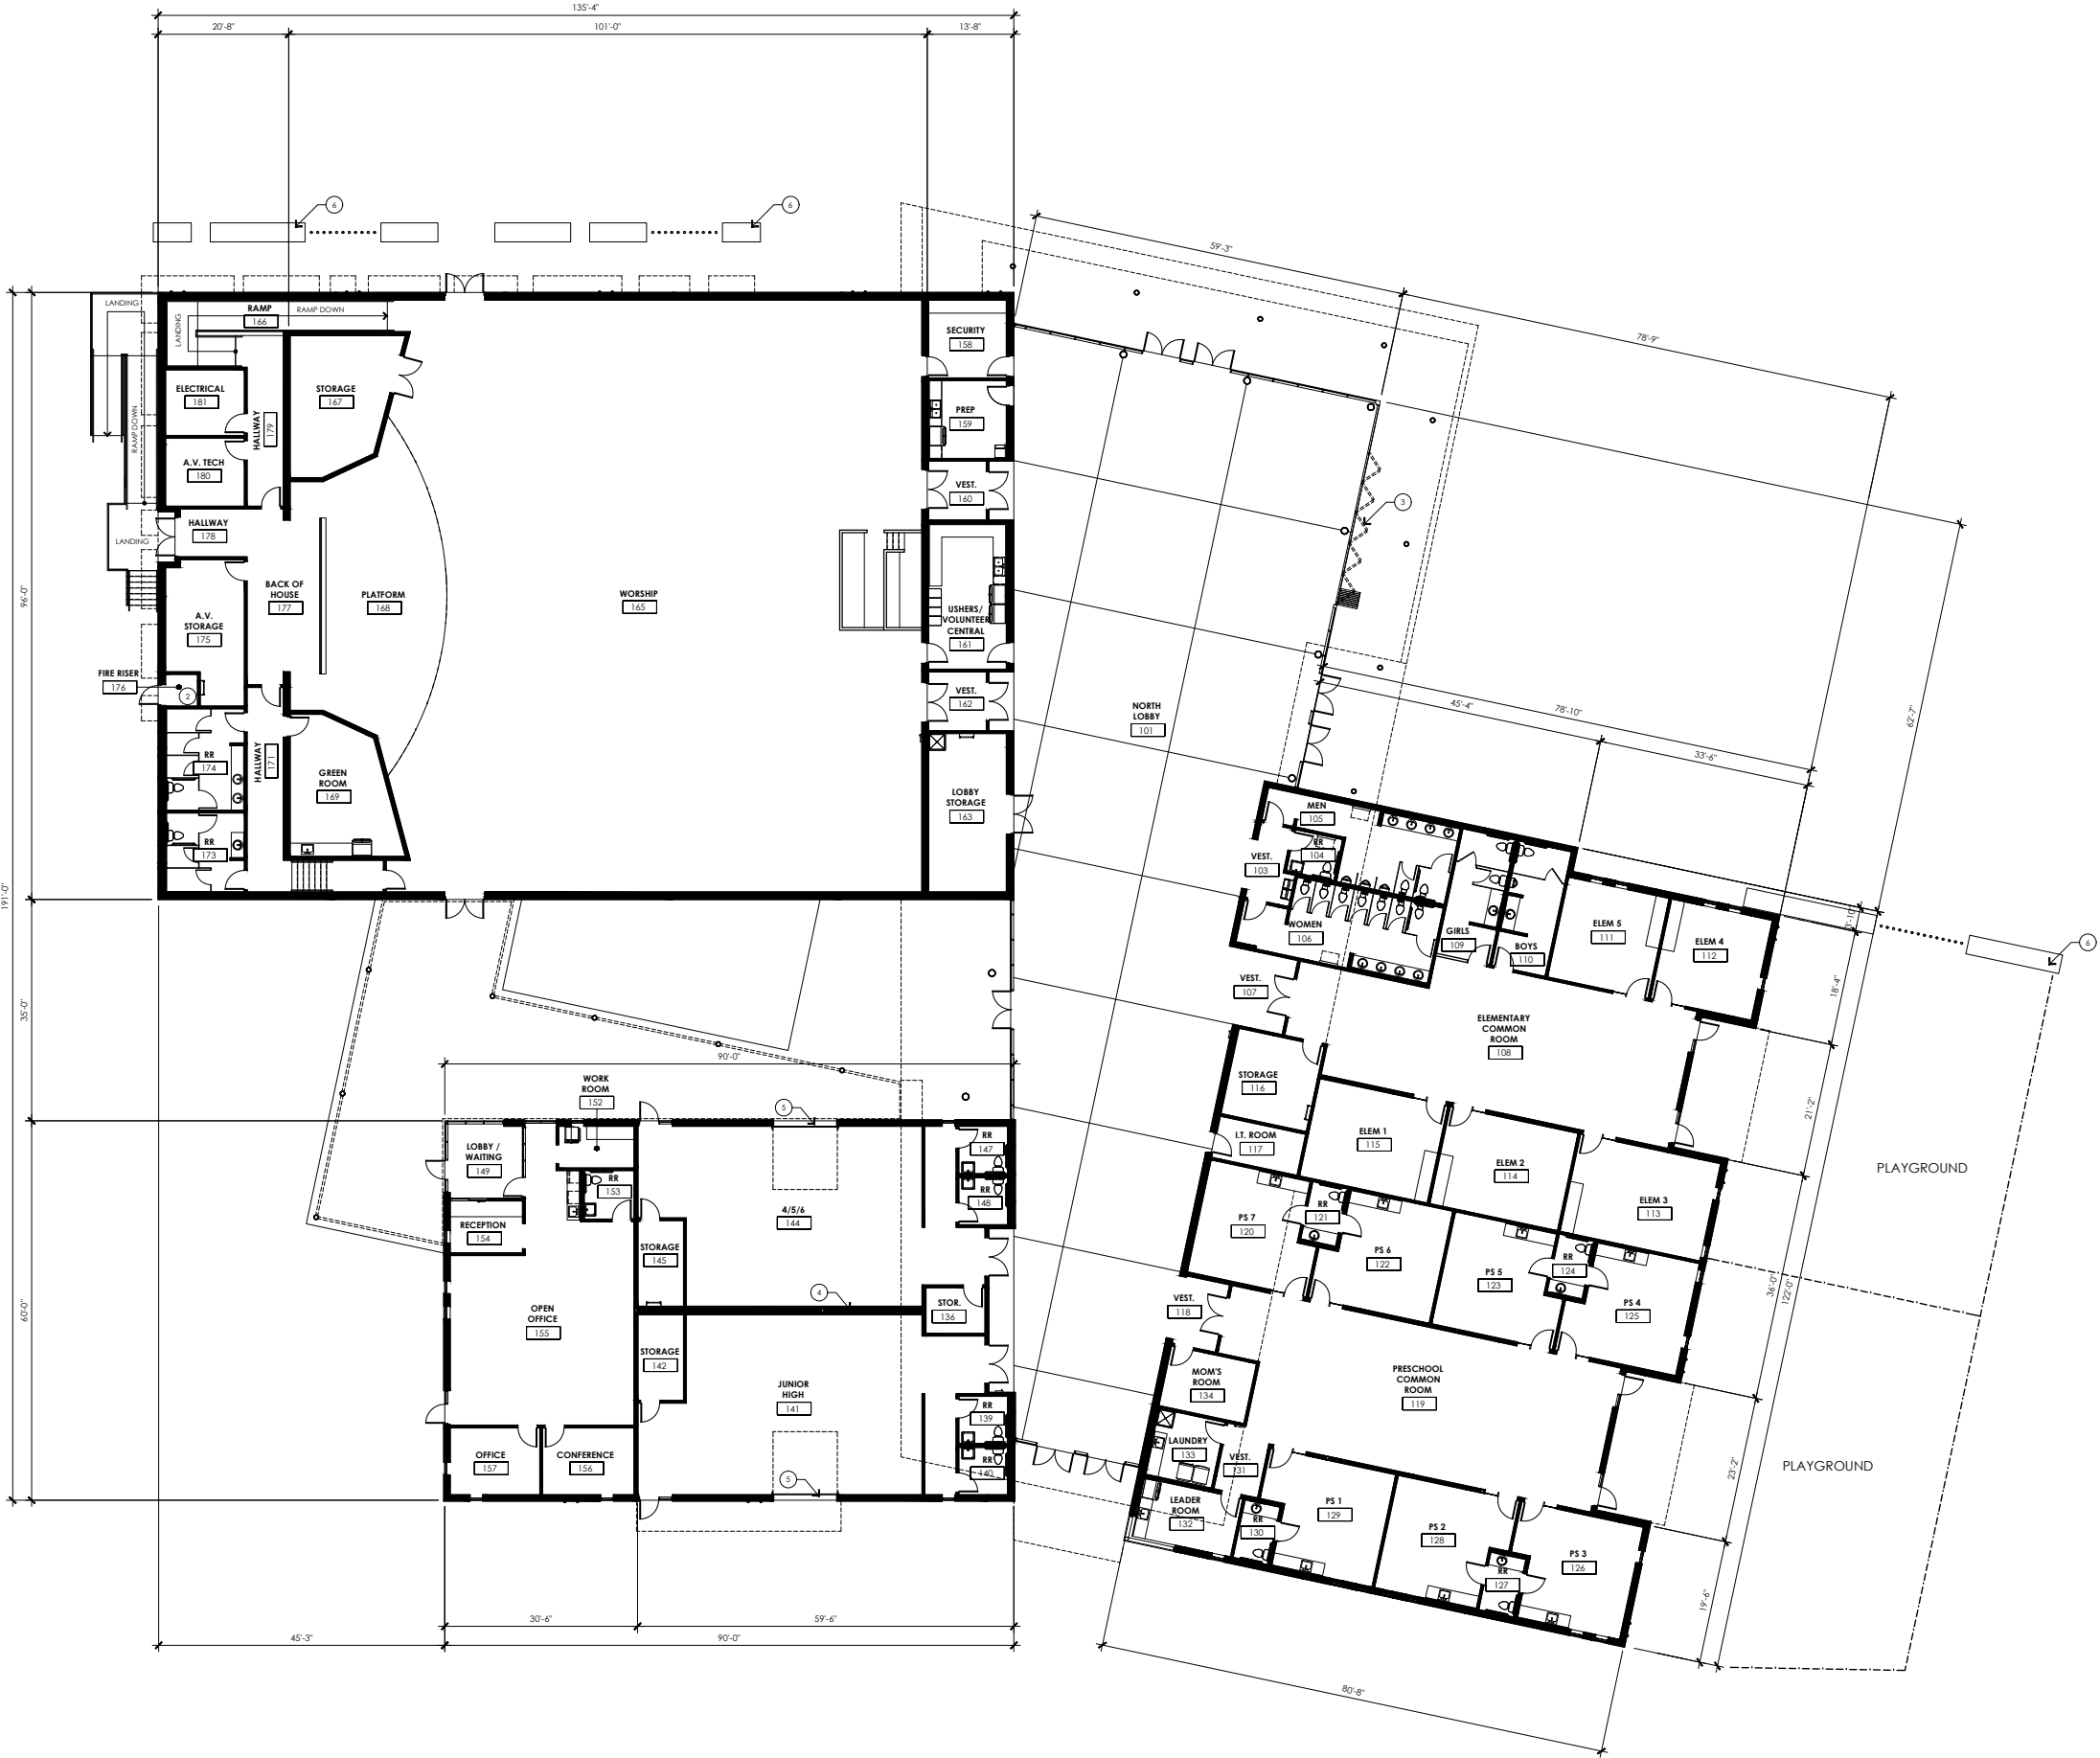 135'-4"
20'-8"
101'-0"
13'-8"
6
6
59'-3"
78'-9"
LANDING
RAMP
166
RAMP DOWN
LANDING
SECURITY
158
RAMP DOWN
ELECTRICAL
181
STORAGE
167
HALLWAY
179
PREP
159
A.V. TECH
180
VEST.
160
3
HALLWAY
178
LANDING
96'-0"
BACK OF
HOUSE
177
PLATFORM
168
WORSHIP
165
A.V.
STORAGE
175
USHERS/
VOLUNTEER
CENTRAL
161
FIRE RISER
176
2
VEST.
162
NORTH
LOBBY
101
45'-4"
78'-10"
62'-7"
33'-6"
RR
174
HALLWAY
171
GREEN
ROOM
169
LOBBY
STORAGE
163
MEN
105
RR
173
RR
104
VEST.
103
191'-0"
WOMEN
106
GIRLS
109
BOYS
110
ELEM 5
111
ELEM 4
112
6
VEST.
107
18'-4"
35'-0"
ELEMENTARY
COMMON
ROOM
108
90'-0"
WORK
ROOM
152
STORAGE
116
5
21'-2"
LOBBY /
WAITING
149
RR
147
I.T. ROOM
117
ELEM 1
115
ELEM 2
114
PLAYGROUND
RR
153
RR
148
ELEM 3
113
RECEPTION
154
4/5/6
144
PS 7
120
RR
121
STORAGE
145
PS 6
122
PS 5
123
RR
124
36'-0"
122'-0"
4
STOR.
136
VEST.
118
PS 4
125
60'-0"
OPEN
OFFICE
155
STORAGE
142
JUNIOR
HIGH
141
MOM'S
ROOM
134
PRESCHOOL
COMMON
ROOM
119
RR
139
OFFICE
157
CONFERENCE
156
5
RR
140
LAUNDRY
133
VEST.
131
23'-2"
PLAYGROUND
LEADER
ROOM
132
RR
130
PS 1
129
PS 2
128
RR
127
PS 3
126
19'-6"
30'-6"
59'-6"
45'-3"
90'-0"
80'-8"